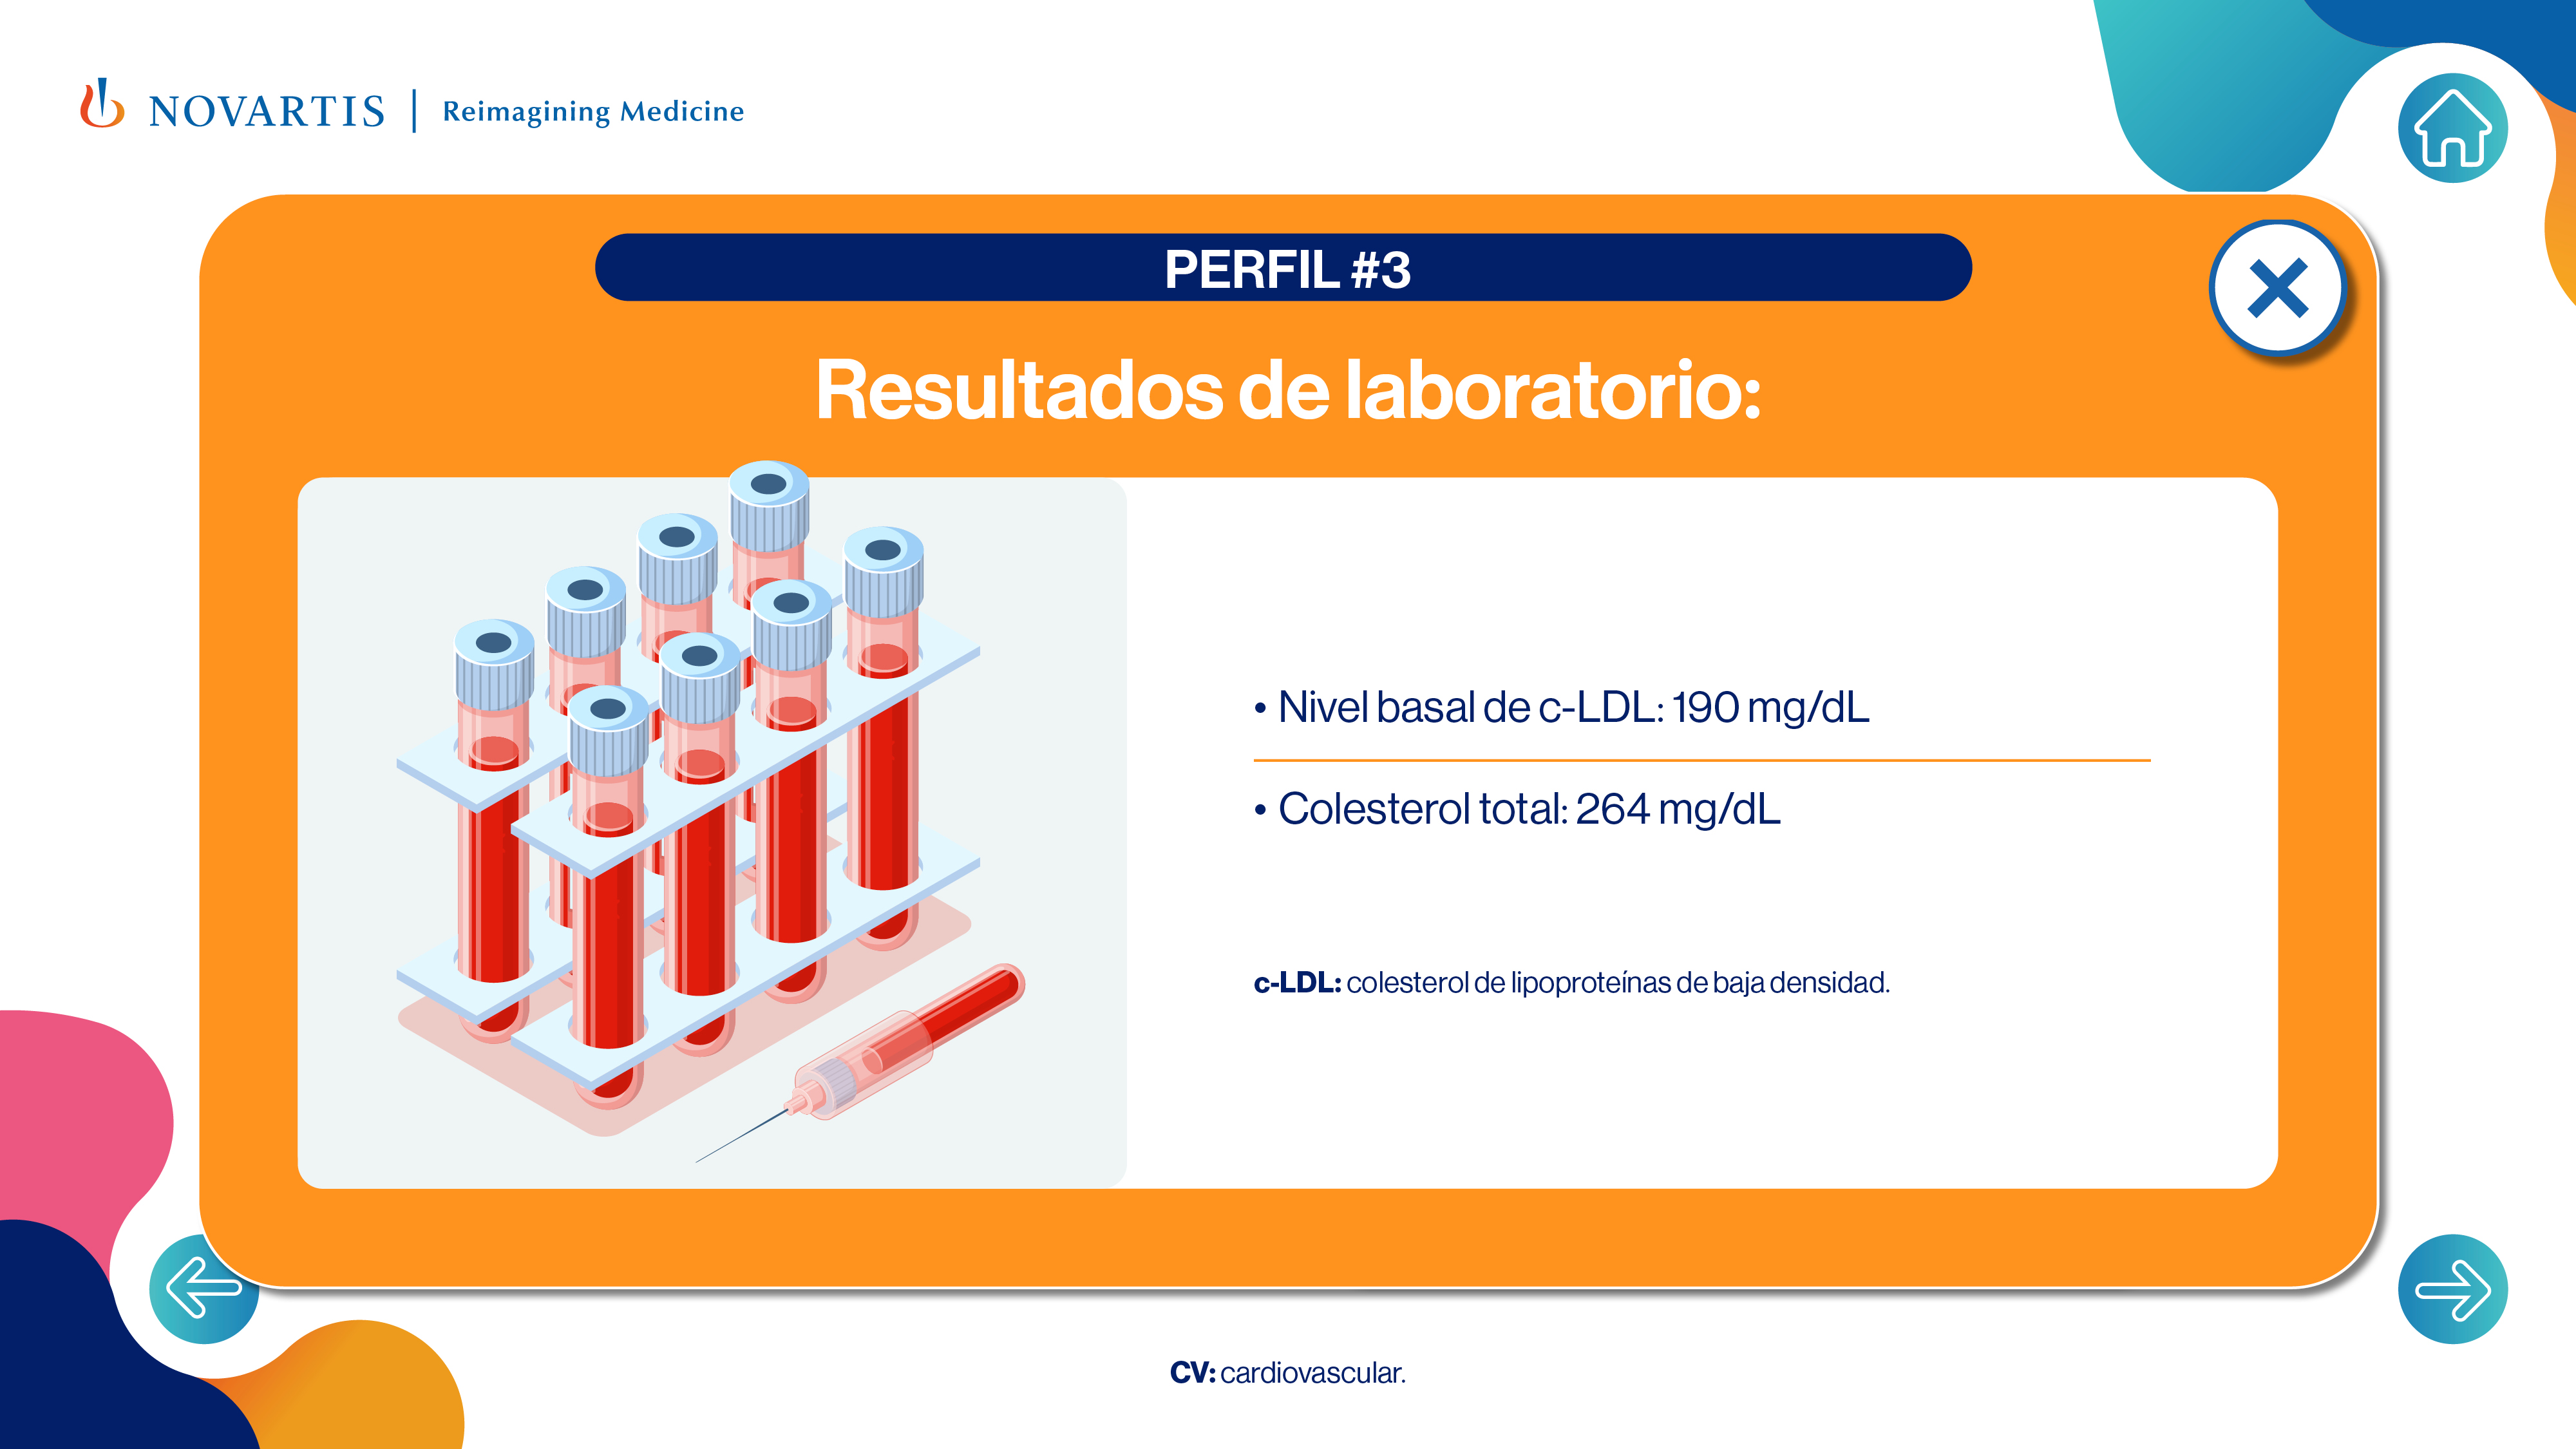 NOVARTIS | Reimagining Medicine
PERFIL #3
Resultados de laboratorio:
• Nivel basal de c-LDL: 190 mg/dL
• Colesterol total: 264 mg/dL
c-LDL: colesterol de lipoproteínas de baja densidad.
CV: cardiovascular.